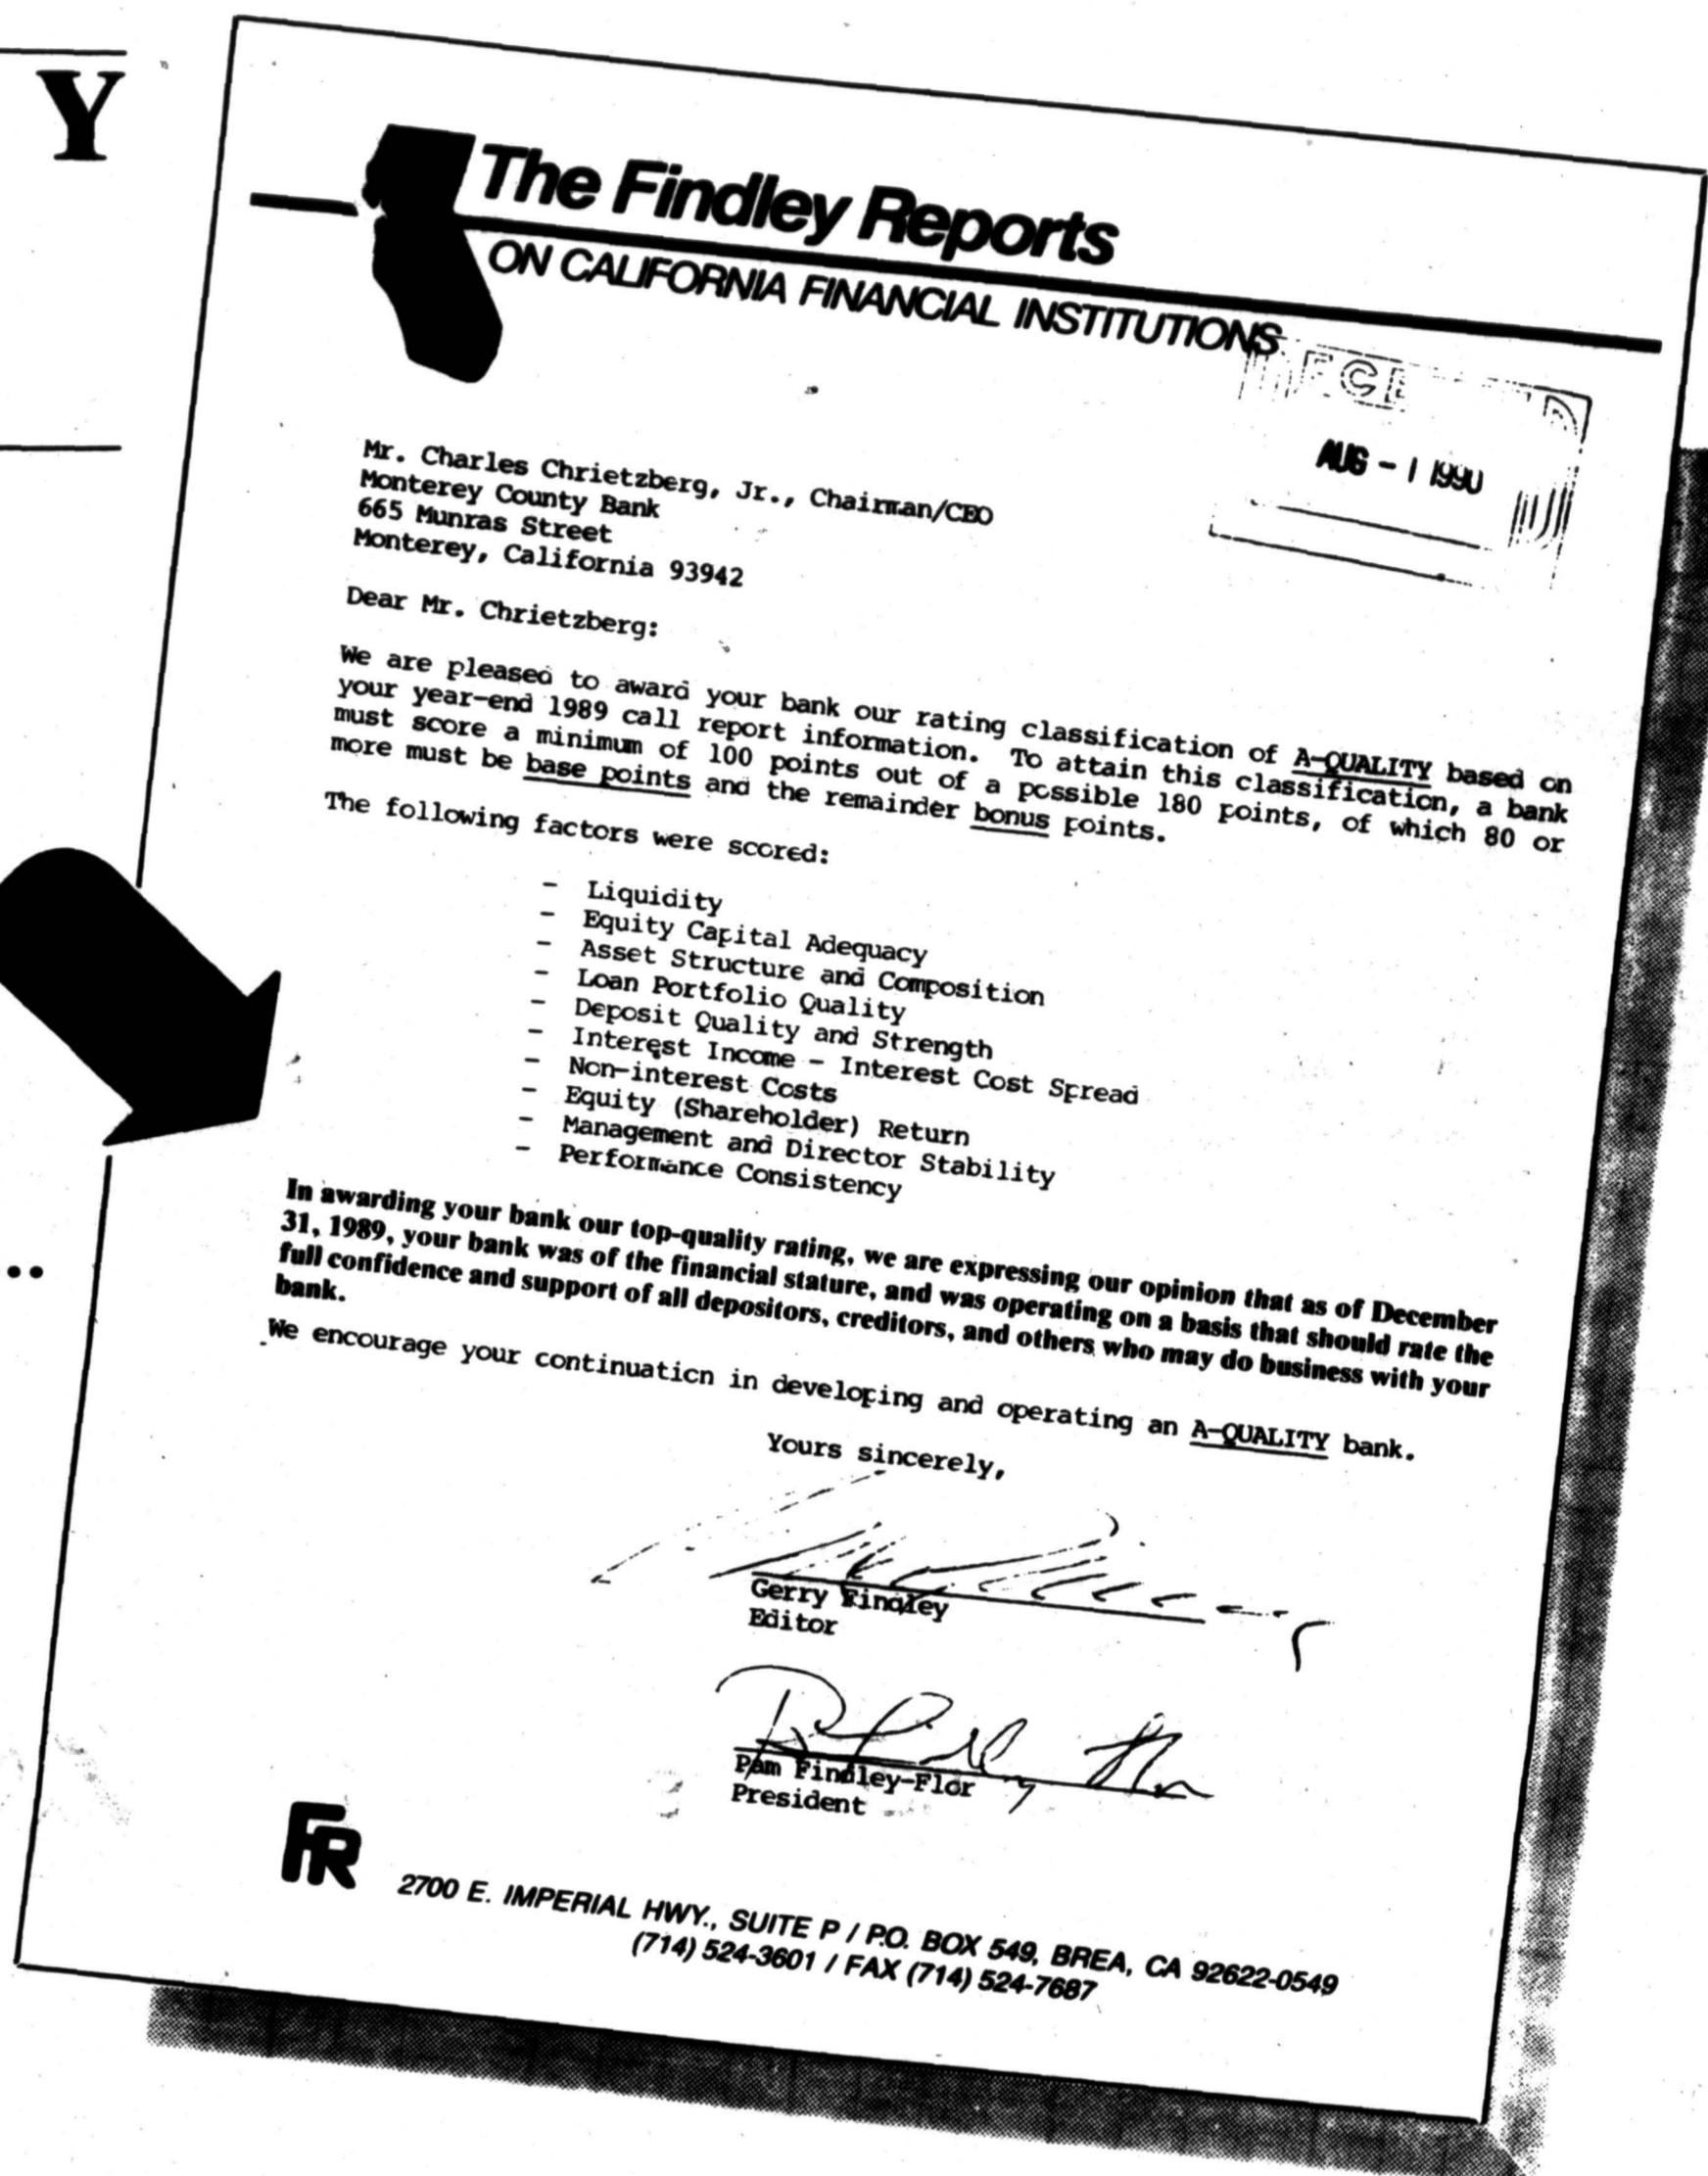 Y
The Findley Reports
ON CALIFORNIA FINANCIAL INSTITUTIONS
AUG - 1 1990
Mr. Charles Chrietzberg, Jr., Chairman/CEO
Monterey County Bank
665 Munras Street
Monterey, California 93942
Dear Mr. Chrietzberg:
We are pleased to award your bank our rating classification of A-QUALITY based on
your year-end 1989 call report information. To attain this classification, a bank
must score a minimum of 100 points out of a possible 180 points, of which 80 or
more must be base points and the remainder bonus points.
The following factors were scored:
- Liquidity
- Equity Capital Adequacy
- Asset Structure and Composition
- Loan Portfolio Quality
- Deposit Quality and Strength
- Interest Income - Interest Cost Spread
- Non-interest Costs
- Equity (Shareholder) Return
- Management and Director Stability
- Performance Consistency
In awarding your bank our top-quality rating, we are expressing our opinion that as of December
31, 1989, your bank was of the financial stature, and was operating on a basis that should rate the
full confidence and support of all depositors, creditors, and others who may do business with your
bank.
We encourage your continuation in developing and operating an A-QUALITY bank.
Yours sincerely,
Gerry Findley
Editor
Pam Findley-Flor
President
FR
2700 E. IMPERIAL HWY., SUITE P / P.O. BOX 549, BREA, CA 92622-0549
(714) 524-3601 / FAX (714) 524-7687